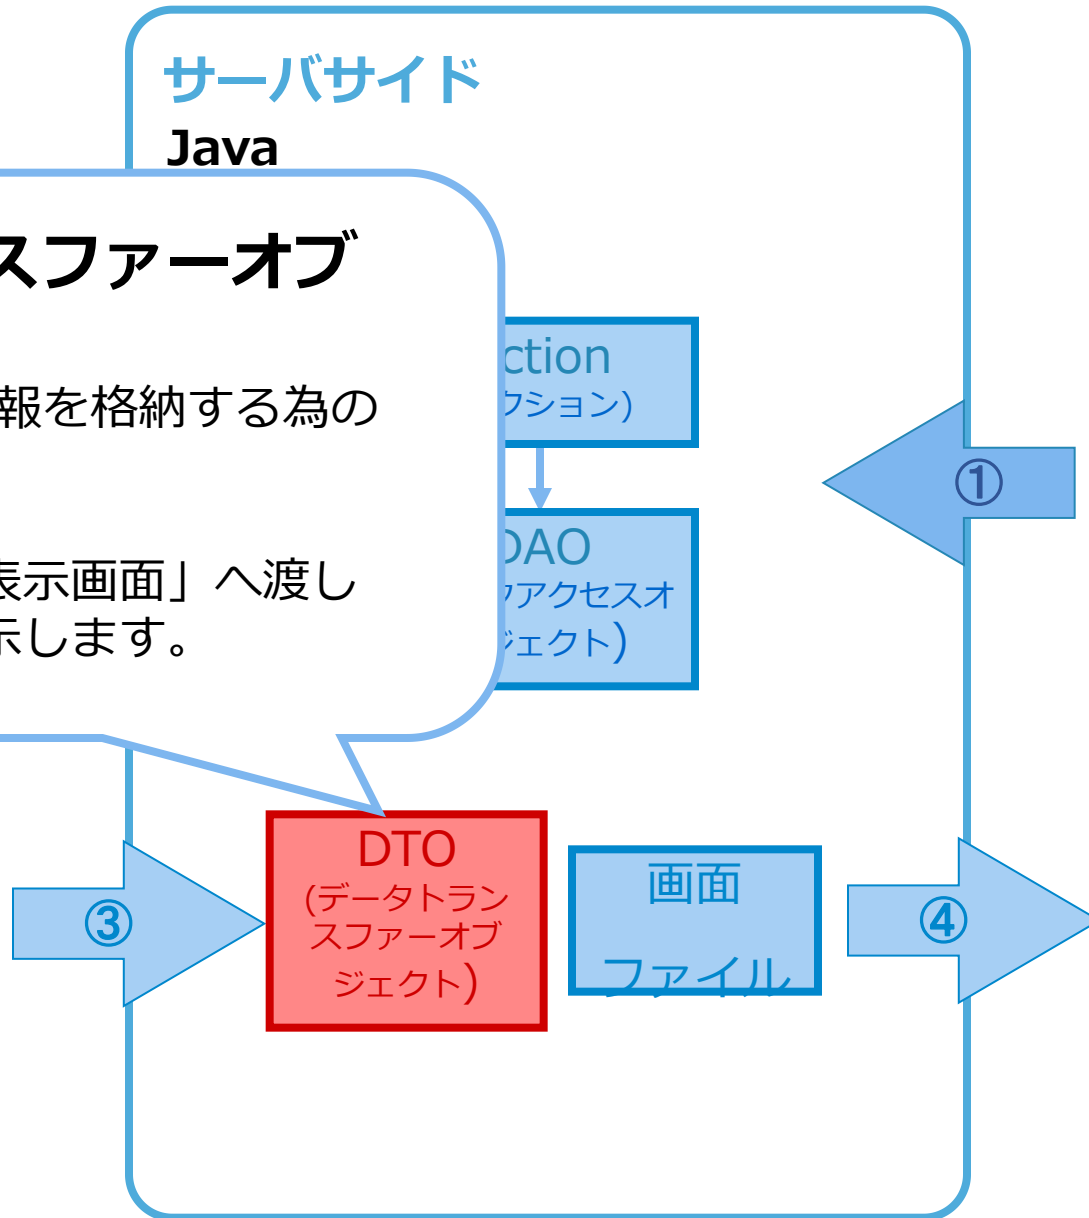 サーバサイド
Java
スファーオブ
報を格納する為の
表示画面」へ渡し
示します。
ction
クション)
①
DAO
クアクセスオ
ジェクト)
DTO
(データトラン
スファーオブ
ジェクト)
画面
ファイル
③
④